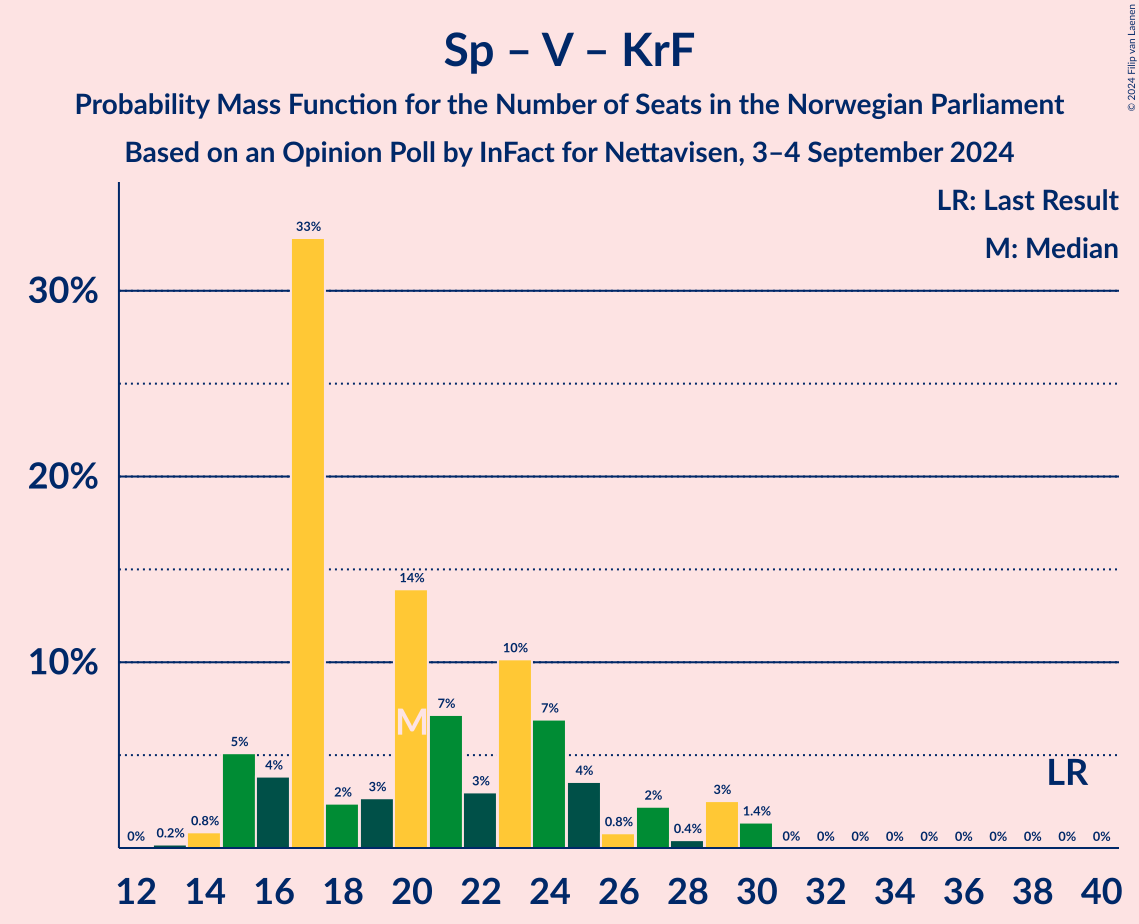 Sp – V – KrF
Probability Mass Function for the Number of Seats in the Norwegian Parliament
Based on an Opinion Poll by InFact for Nettavisen, 3–4 September 2024
© 2024 Filip van Laenen
LR: Last Result
M: Median
30%
20%
10%
0% 0.2% 0.8% 5% 4% 33% 2% 3% 14% 7% 3% 10% 7% 4% 0.8% 2% 0.4% 3% 1.4% 0% 0% 0% 0% 0% 0% 0% 0% 0% 0%
M
LR
12 14 16 18 20 22 24 26 28 30 32 34 36 38 40